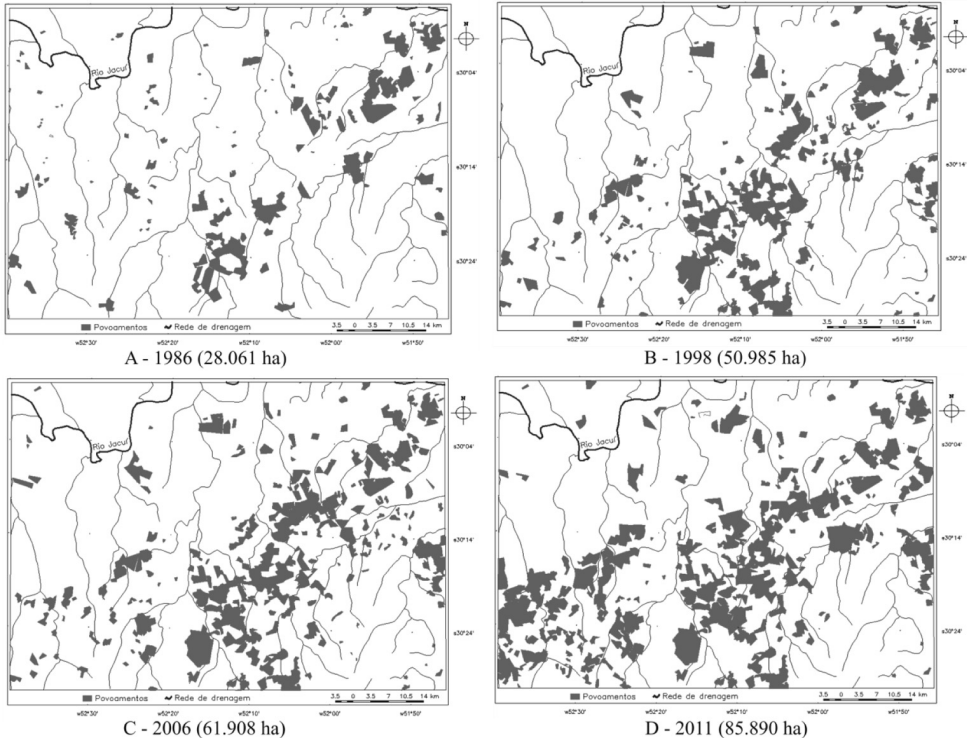 N
Rio Jacuí
s30°04'
s30°14'
s30°24'
Povoamentos
Rede de drenagem
3.5 0 3.5 7 10.5 14 km
w52°30' w52°20' w52°10' w52°00' w51°50'
A - 1986 (28.061 ha)
N
Rio Jacuí
s30°04'
s30°14'
s30°24'
Povoamentos
Rede de drenagem
3.5 0 3.5 7 10.5 14 km
w52°30' w52°20' w52°10' w52°00' w51°50'
B - 1998 (50.985 ha)
N
Rio Jacuí
s30°04'
s30°14'
s30°24'
Povoamentos
Rede de drenagem
3.5 0 3.5 7 10.5 14 km
w52°30' w52°20' w52°10' w52°00' w51°50'
C - 2006 (61.908 ha)
N
Rio Jacuí
s30°04'
s30°14'
s30°24'
Povoamentos
Rede de drenagem
3.5 0 3.5 7 10.5 14 km
w52°30' w52°20' w52°10' w52°00' w51°50'
D - 2011 (85.890 ha)